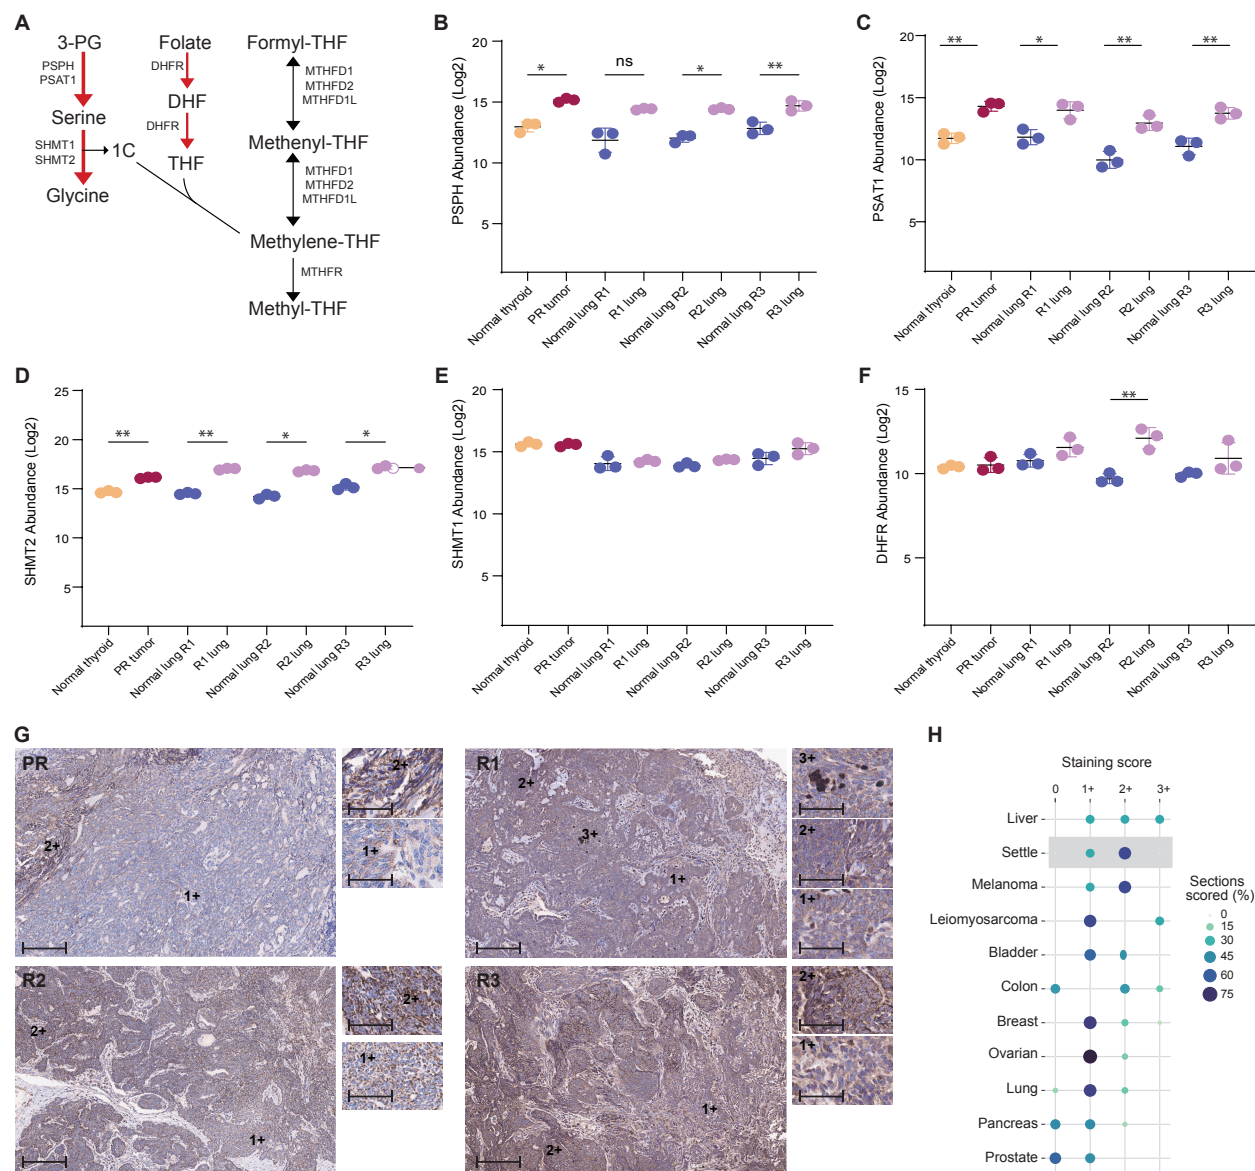 A
3-PG
PSPH
PSAT1
Serine
SHMT1
SHMT2
1C
Glycine
Folate
DHFR
DHF
DHFR
THF
Formyl-THF
MTHFD1
MTHFD2
MTHFD1L
Methenyl-THF
MTHFD1
MTHFD2
MTHFD1L
Methylene-THF
MTHFR
Methyl-THF
B
PSPH Abundance (Log2)
20
15
10
5
*
ns
*
**
Normal thyroid
PR tumor
Normal lung R1
R1 lung
Normal lung R2
R2 lung
Normal lung R3
R3 lung
C
PSAT1 Abundance (Log2)
20
15
10
5
**
*
**
**
Normal thyroid
PR tumor
Normal lung R1
R1 lung
Normal lung R2
R2 lung
Normal lung R3
R3 lung
D
SHMT2 Abundance (Log2)
25
20
15
10
5
**
**
*
*
Normal thyroid
PR tumor
Normal lung R1
R1 lung
Normal lung R2
R2 lung
Normal lung R3
R3 lung
E
SHMT1 Abundance (Log2)
20
15
10
5
Normal thyroid
PR tumor
Normal lung R1
R1 lung
Normal lung R2
R2 lung
Normal lung R3
R3 lung
F
DHFR Abundance (Log2)
15
10
5
**
Normal thyroid
PR tumor
Normal lung R1
R1 lung
Normal lung R2
R2 lung
Normal lung R3
R3 lung
G
PR
2+
1+
2+
1+
R1
2+
3+
1+
3+
2+
1+
R2
2+
1+
2+
1+
R3
1+
2+
2+
1+
H
Staining score
0 1+ 2+ 3+
Liver
Settle
Melanoma
Leiomyosarcoma
Bladder
Colon
Breast
Ovarian
Lung
Pancreas
Prostate
Sections
scored (%)
0
15
30
45
60
75